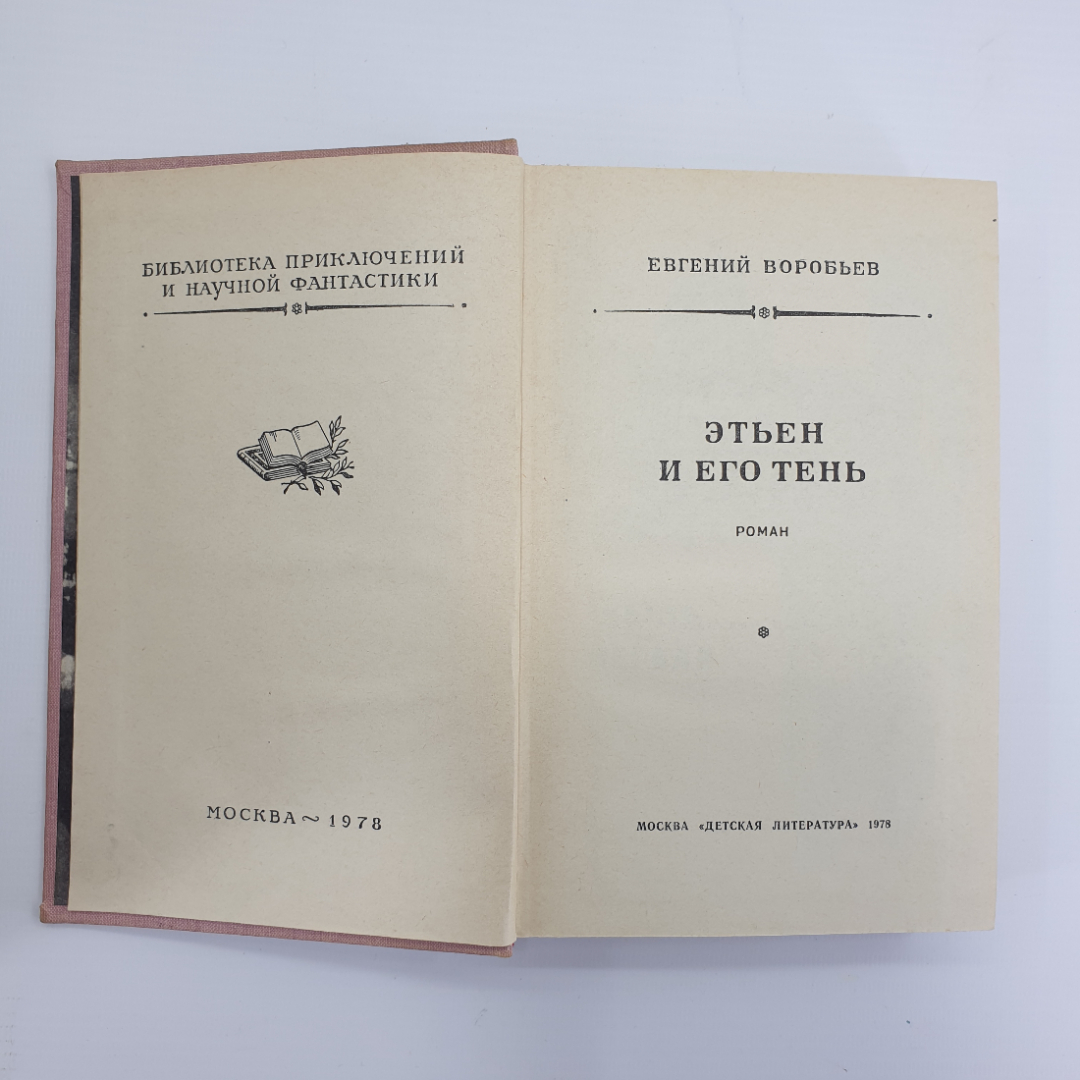 БИБЛИОТЕКА ПРИКЛЮЧЕНИЙ
И НАУЧНОЙ ФАНТАСТИКИ
МОСКВА ~ 1978
ЕВГЕНИЙ ВОРОБЬЕВ
ЭТЬЕН
И ЕГО ТЕНЬ
РОМАН
МОСКВА «ДЕТСКАЯ ЛИТЕРАТУРА» 1978